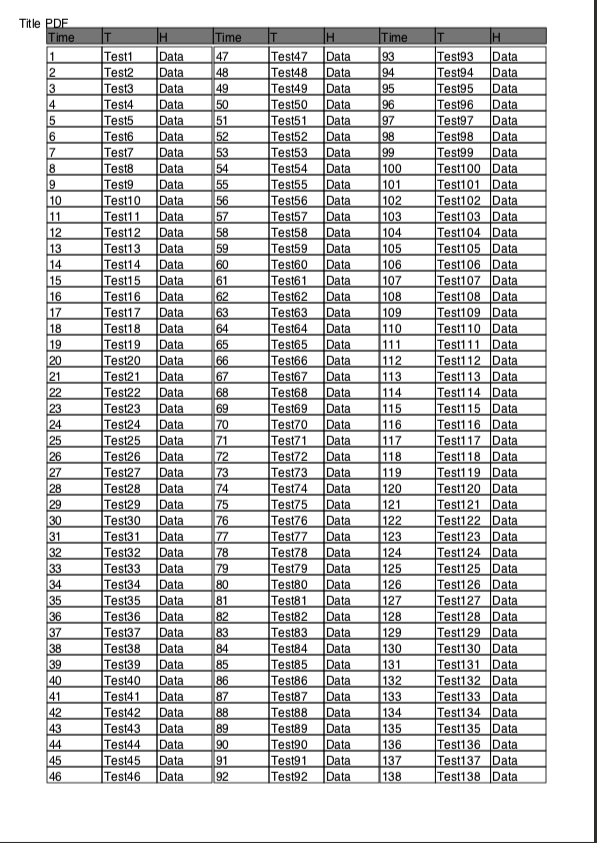 Title PDF
Time T H Time T H Time T H
1 Test1 Data 47 Test47 Data 93 Test93 Data
2 Test2 Data 48 Test48 Data 94 Test94 Data
3 Test3 Data 49 Test49 Data 95 Test95 Data
4 Test4 Data 50 Test50 Data 96 Test96 Data
5 Test5 Data 51 Test51 Data 97 Test97 Data
6 Test6 Data 52 Test52 Data 98 Test98 Data
7 Test7 Data 53 Test53 Data 99 Test99 Data
8 Test8 Data 54 Test54 Data 100 Test100 Data
9 Test9 Data 55 Test55 Data 101 Test101 Data
10 Test10 Data 56 Test56 Data 102 Test102 Data
11 Test11 Data 57 Test57 Data 103 Test103 Data
12 Test12 Data 58 Test58 Data 104 Test104 Data
13 Test13 Data 59 Test59 Data 105 Test105 Data
14 Test14 Data 60 Test60 Data 106 Test106 Data
15 Test15 Data 61 Test61 Data 107 Test107 Data
16 Test16 Data 62 Test62 Data 108 Test108 Data
17 Test17 Data 63 Test63 Data 109 Test109 Data
18 Test18 Data 64 Test64 Data 110 Test110 Data
19 Test19 Data 65 Test65 Data 111 Test111 Data
20 Test20 Data 66 Test66 Data 112 Test112 Data
21 Test21 Data 67 Test67 Data 113 Test113 Data
22 Test22 Data 68 Test68 Data 114 Test114 Data
23 Test23 Data 69 Test69 Data 115 Test115 Data
24 Test24 Data 70 Test70 Data 116 Test116 Data
25 Test25 Data 71 Test71 Data 117 Test117 Data
26 Test26 Data 72 Test72 Data 118 Test118 Data
27 Test27 Data 73 Test73 Data 119 Test119 Data
28 Test28 Data 74 Test74 Data 120 Test120 Data
29 Test29 Data 75 Test75 Data 121 Test121 Data
30 Test30 Data 76 Test76 Data 122 Test122 Data
31 Test31 Data 77 Test77 Data 123 Test123 Data
32 Test32 Data 78 Test78 Data 124 Test124 Data
33 Test33 Data 79 Test79 Data 125 Test125 Data
34 Test34 Data 80 Test80 Data 126 Test126 Data
35 Test35 Data 81 Test81 Data 127 Test127 Data
36 Test36 Data 82 Test82 Data 128 Test128 Data
37 Test37 Data 83 Test83 Data 129 Test129 Data
38 Test38 Data 84 Test84 Data 130 Test130 Data
39 Test39 Data 85 Test85 Data 131 Test131 Data
40 Test40 Data 86 Test86 Data 132 Test132 Data
41 Test41 Data 87 Test87 Data 133 Test133 Data
42 Test42 Data 88 Test88 Data 134 Test134 Data
43 Test43 Data 89 Test89 Data 135 Test135 Data
44 Test44 Data 90 Test90 Data 136 Test136 Data
45 Test45 Data 91 Test91 Data 137 Test137 Data
46 Test46 Data 92 Test92 Data 138 Test138 Data